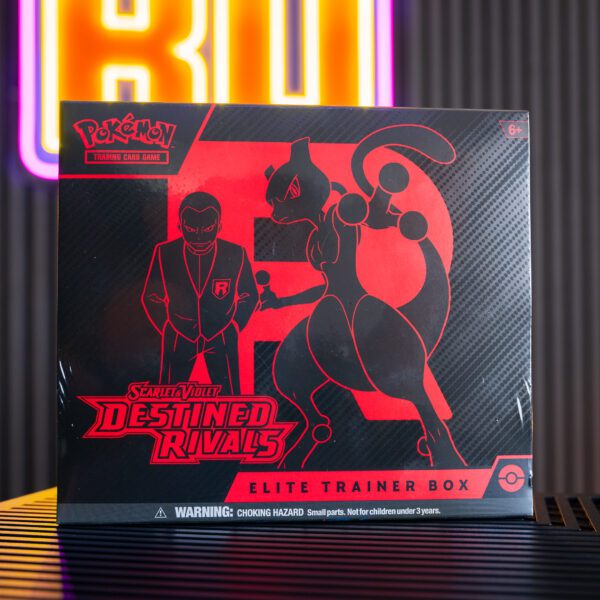 POKéMON
TRADING CARD GAME
6+
R
R
SCARLET & VIOLET
DESTINED
RIVALS
ELITE TRAINER BOX
WARNING: CHOKING HAZARD Small parts. Not for children under 3 years.